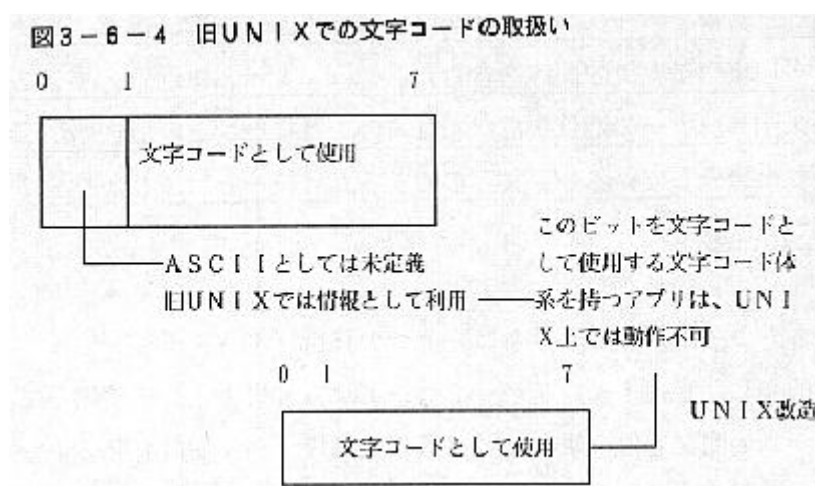 図3-6-4 旧UNIXでの文字コードの取扱い
0 1 7
文字コードとして使用
ASCIIとしては未定義
旧UNIXでは情報として利用
このビットを文字コードと
して使用する文字コード体
系を持つアプリは、UNI
X上では動作不可
0 1 7
UNIX改造
文字コードとして使用